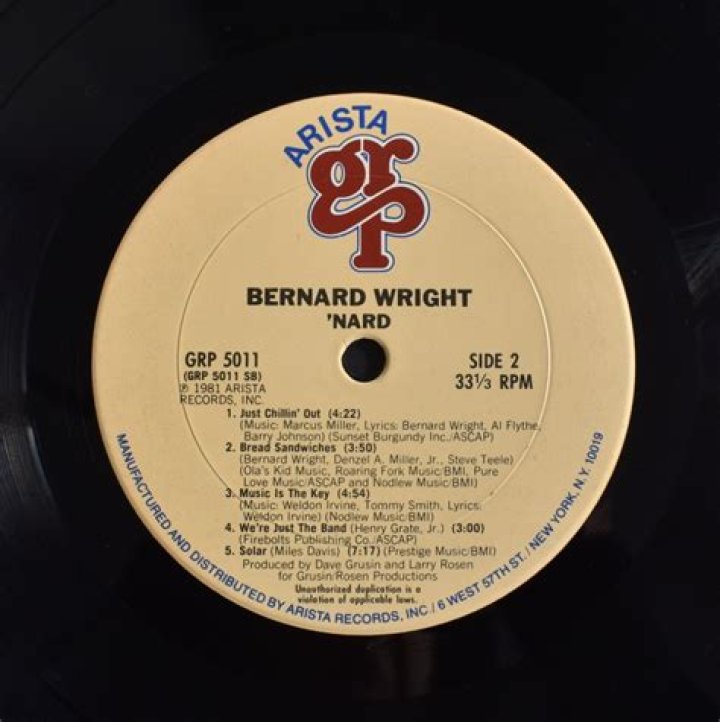 ARISTA
grp
BERNARD WRIGHT
'NARD
GRP 5011
(GRP 5011 SB)
℗ 1981 ARISTA
RECORDS, INC.
SIDE 2
33⅓ RPM
1. Just Chillin' Out (4:22)
(Music: Marcus Miller, Lyrics: Bernard Wright, Al Flythe,
Barry Johnson) (Sunset Burgundy Inc./ASCAP)
2. Bread Sandwiches (3:50)
(Bernard Wright, Denzel A. Miller, Jr., Steve Teele)
(Ola's Kid Music, Roaring Fork Music/BMI, Pure
Love Music/ASCAP and Nodlew Music/BMI)
3. Music Is The Key (4:54)
(Music: Weldon Irvine, Tommy Smith, Lyrics:
Weldon Irvine) (Nodlew Music/BMI)
4. We're Just The Band (Henry Grate, Jr.) (3:00)
(Firebolts Publishing Co./ASCAP)
5. Solar (Miles Davis) (7:17) (Prestige Music/BMI)
Produced by Dave Grusin and Larry Rosen
for Grusin/Rosen Productions
Unauthorized duplication is a
violation of applicable laws.
MANUFACTURED AND DISTRIBUTED BY ARISTA RECORDS, INC / 6 WEST 57TH ST. / NEW YORK, N.Y. 10019